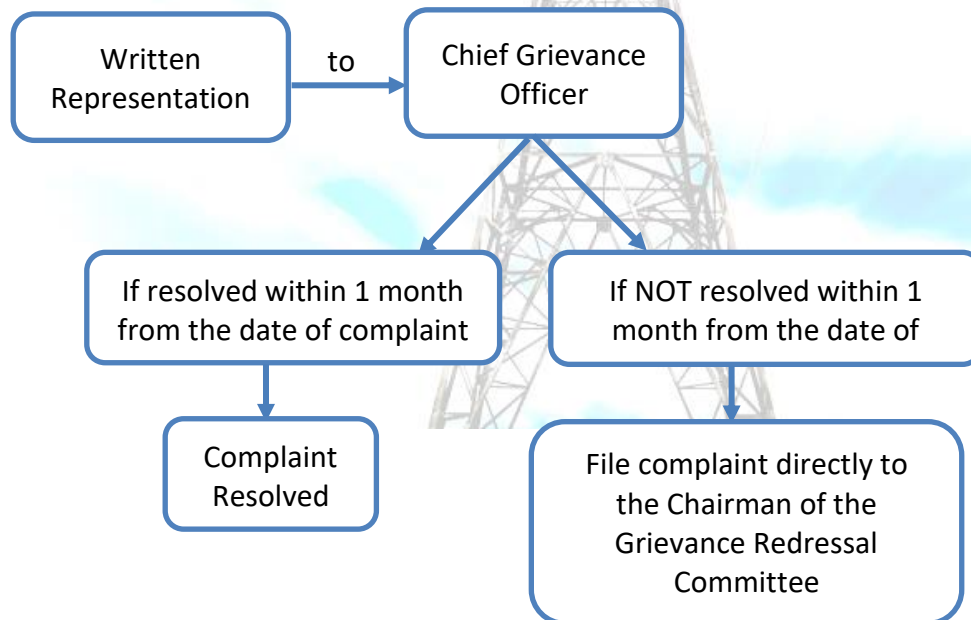 Written
Representation
to
Chief Grievance
Officer
If resolved within 1 month
from the date of complaint
If NOT resolved within 1
month from the date of
Complaint
Resolved
File complaint directly to
the Chairman of the
Grievance Redressal
Committee